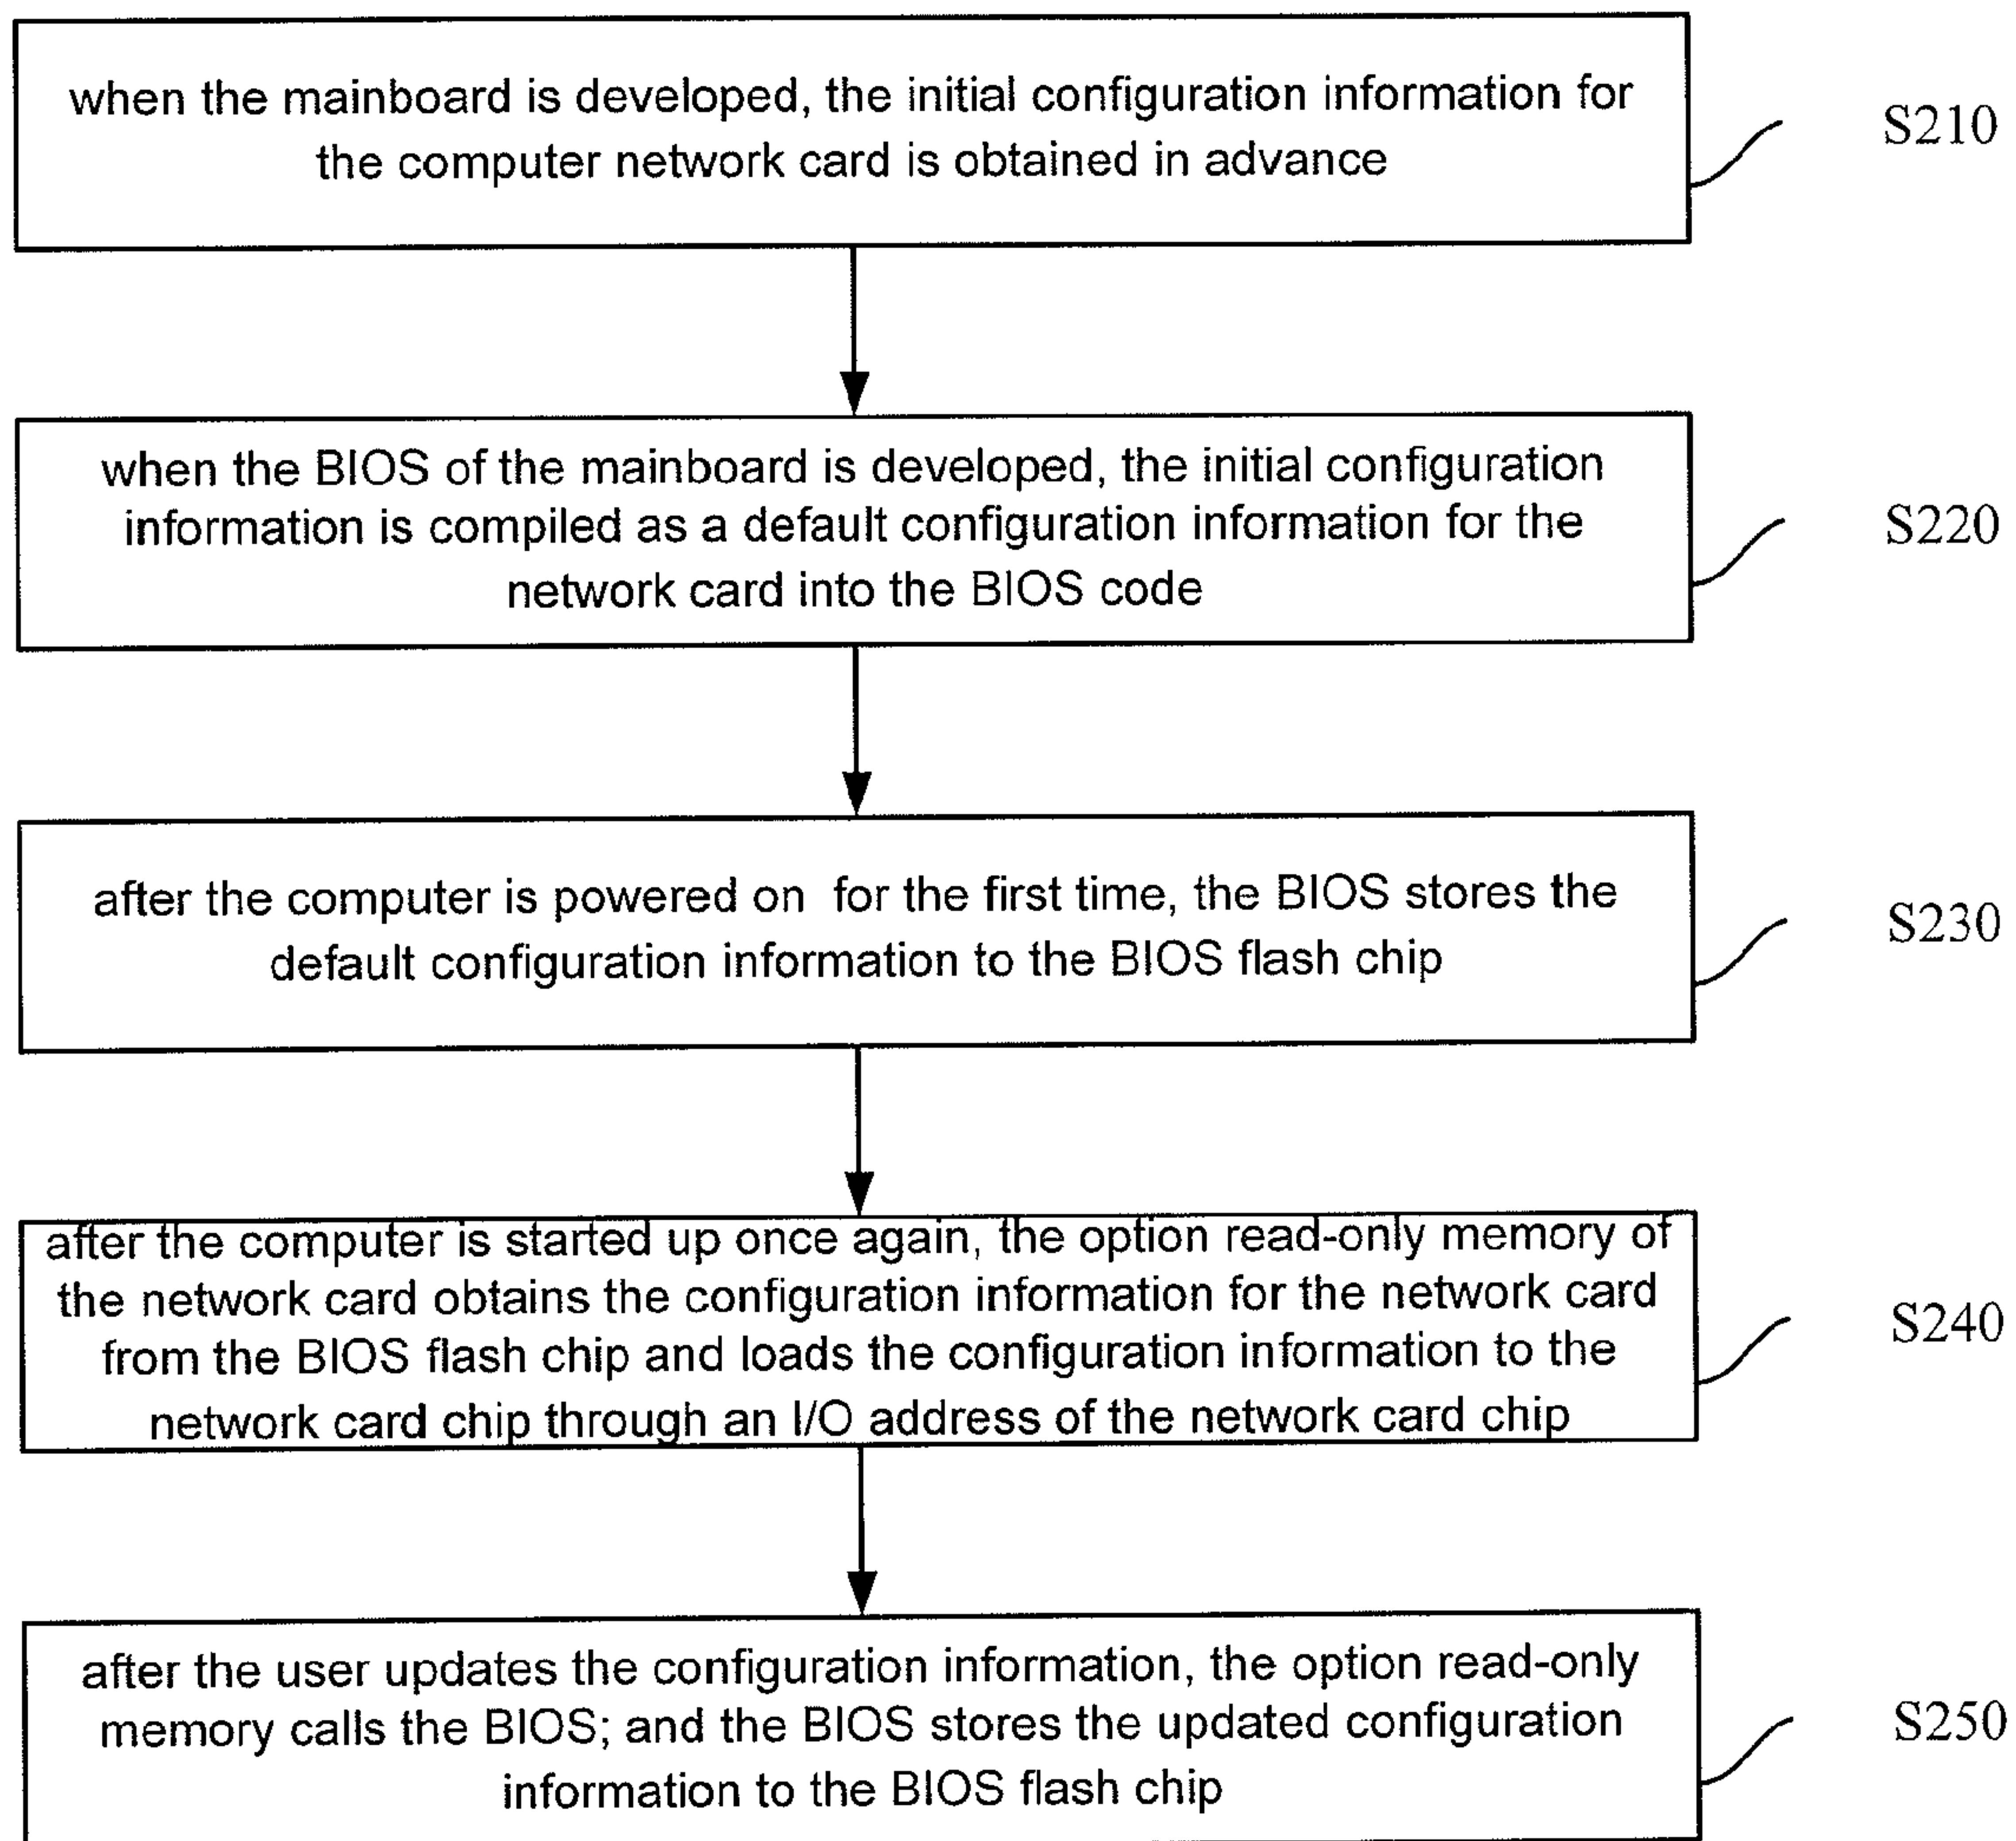 when the mainboard is developed, the initial configuration information for
the computer network card is obtained in advance
S210
when the BIOS of the mainboard is developed, the initial configuration
information is compiled as a default configuration information for the
network card into the BIOS code
S220
after the computer is powered on for the first time, the BIOS stores the
default configuration information to the BIOS flash chip
S230
after the computer is started up once again, the option read-only memory of
the network card obtains the configuration information for the network card
from the BIOS flash chip and loads the configuration information to the
network card chip through an I/O address of the network card chip
S240
after the user updates the configuration information, the option read-only
memory calls the BIOS; and the BIOS stores the updated configuration
information to the BIOS flash chip
S250